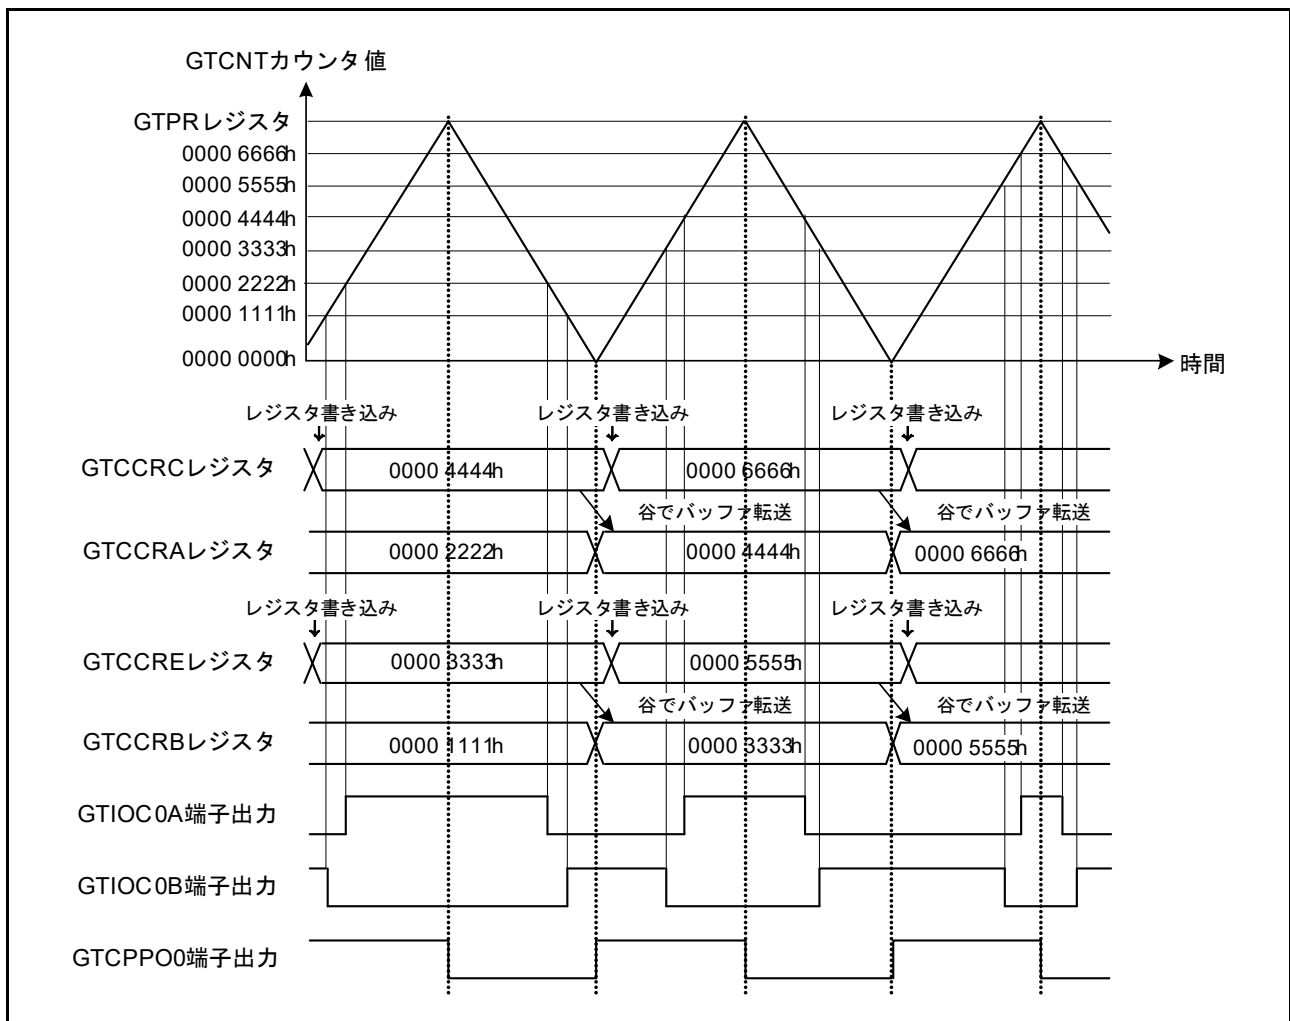 GTCNTカウンタ値
GTPRレジスタ
0000 6666h
0000 5555h
0000 4444h
0000 3333h
0000 2222h
0000 1111h
0000 0000h
時間
レジスタ書き込み レジスタ書き込み レジスタ書き込み
GTCCRCレジスタ 0000 4444h 0000 6666h
谷でバッファ転送 谷でバッファ転送
GTCCRAレジスタ 0000 2222h 0000 4444h 0000 6666h
レジスタ書き込み レジスタ書き込み レジスタ書き込み
GTCCREレジスタ 0000 3333h 0000 5555h
谷でバッファ転送 谷でバッファ転送
GTCCRBレジスタ 0000 1111h 0000 3333h 0000 5555h
GTIOC0A端子出力
GTIOC0B端子出力
GTCPPO0端子出力